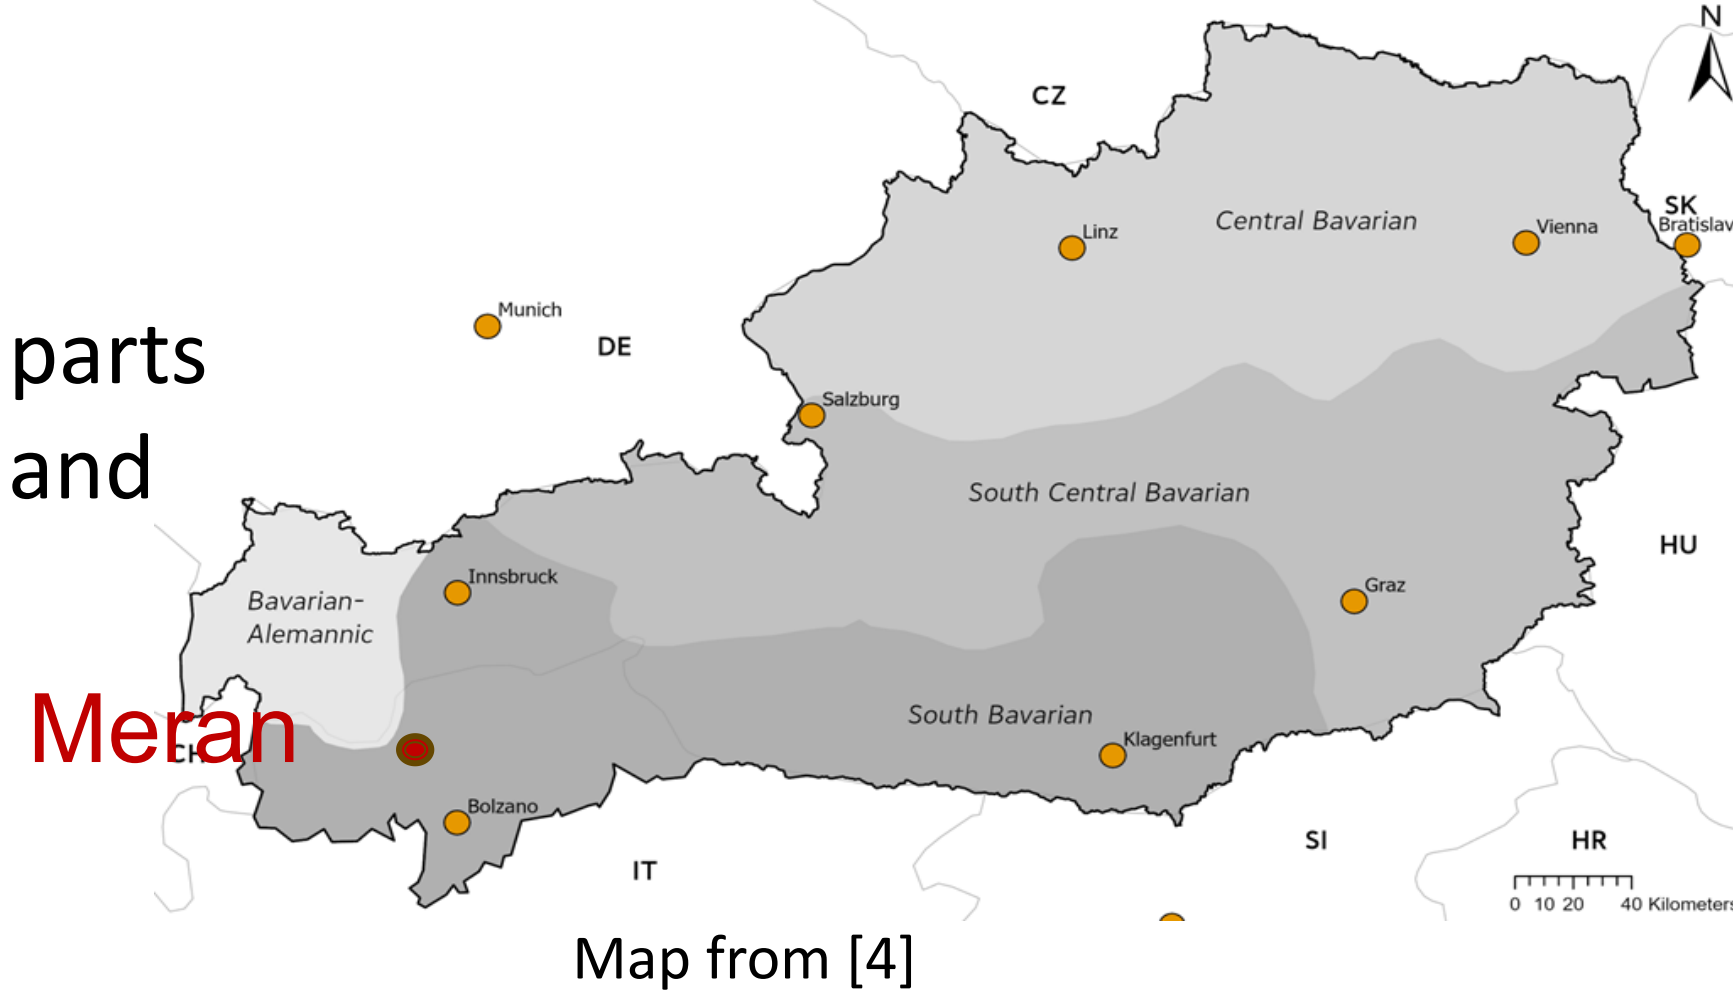 N
CZ
SK
Bratislav
Linz
Central Bavarian
Vienna
Munich
DE
parts
Salzburg
and
South Central Bavarian
HU
Innsbruck
Graz
Bavarian-
Alemannic
Meran
CH
South Bavarian
Klagenfurt
Bolzano
IT
SI
HR
0 10 20 40 Kilometers
Map from [4]